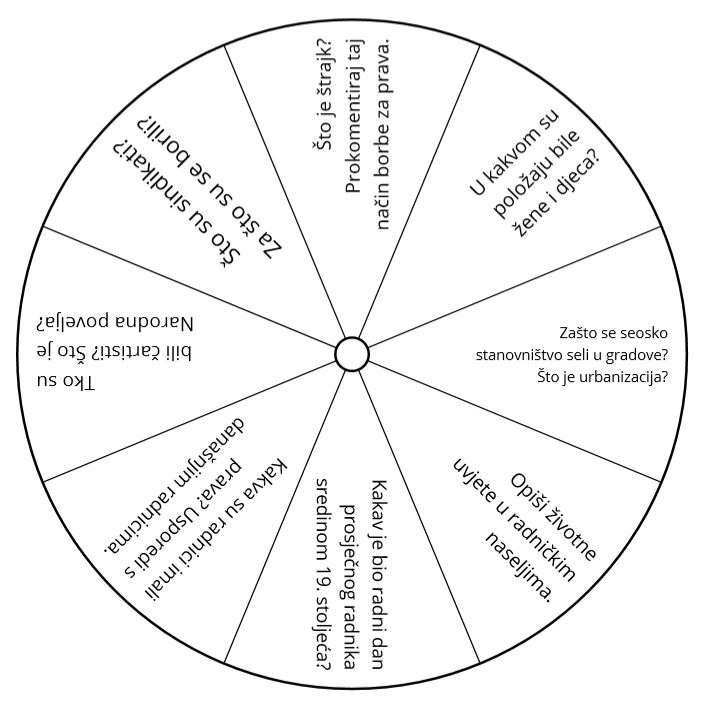 Što je štrajk?
Prokomentiraj taj
način borbe za prava.
U kakvom su
položaju bile
žene i djeca?
Zašto se seosko
stanovništvo seli u gradove?
Što je urbanizacija?
Opiši životne
uvjete u radničkim
naseljima.
Kakav je bio radni dan
prosječnog radnika
sredinom 19. stoljeća?
Kakva su radnici imali
prava? Usporedi s
današnjim radnicima.
Tko su
bili čartisti? Što je
Narodna povelja?
Što su sindikati?
Za što su se borili?